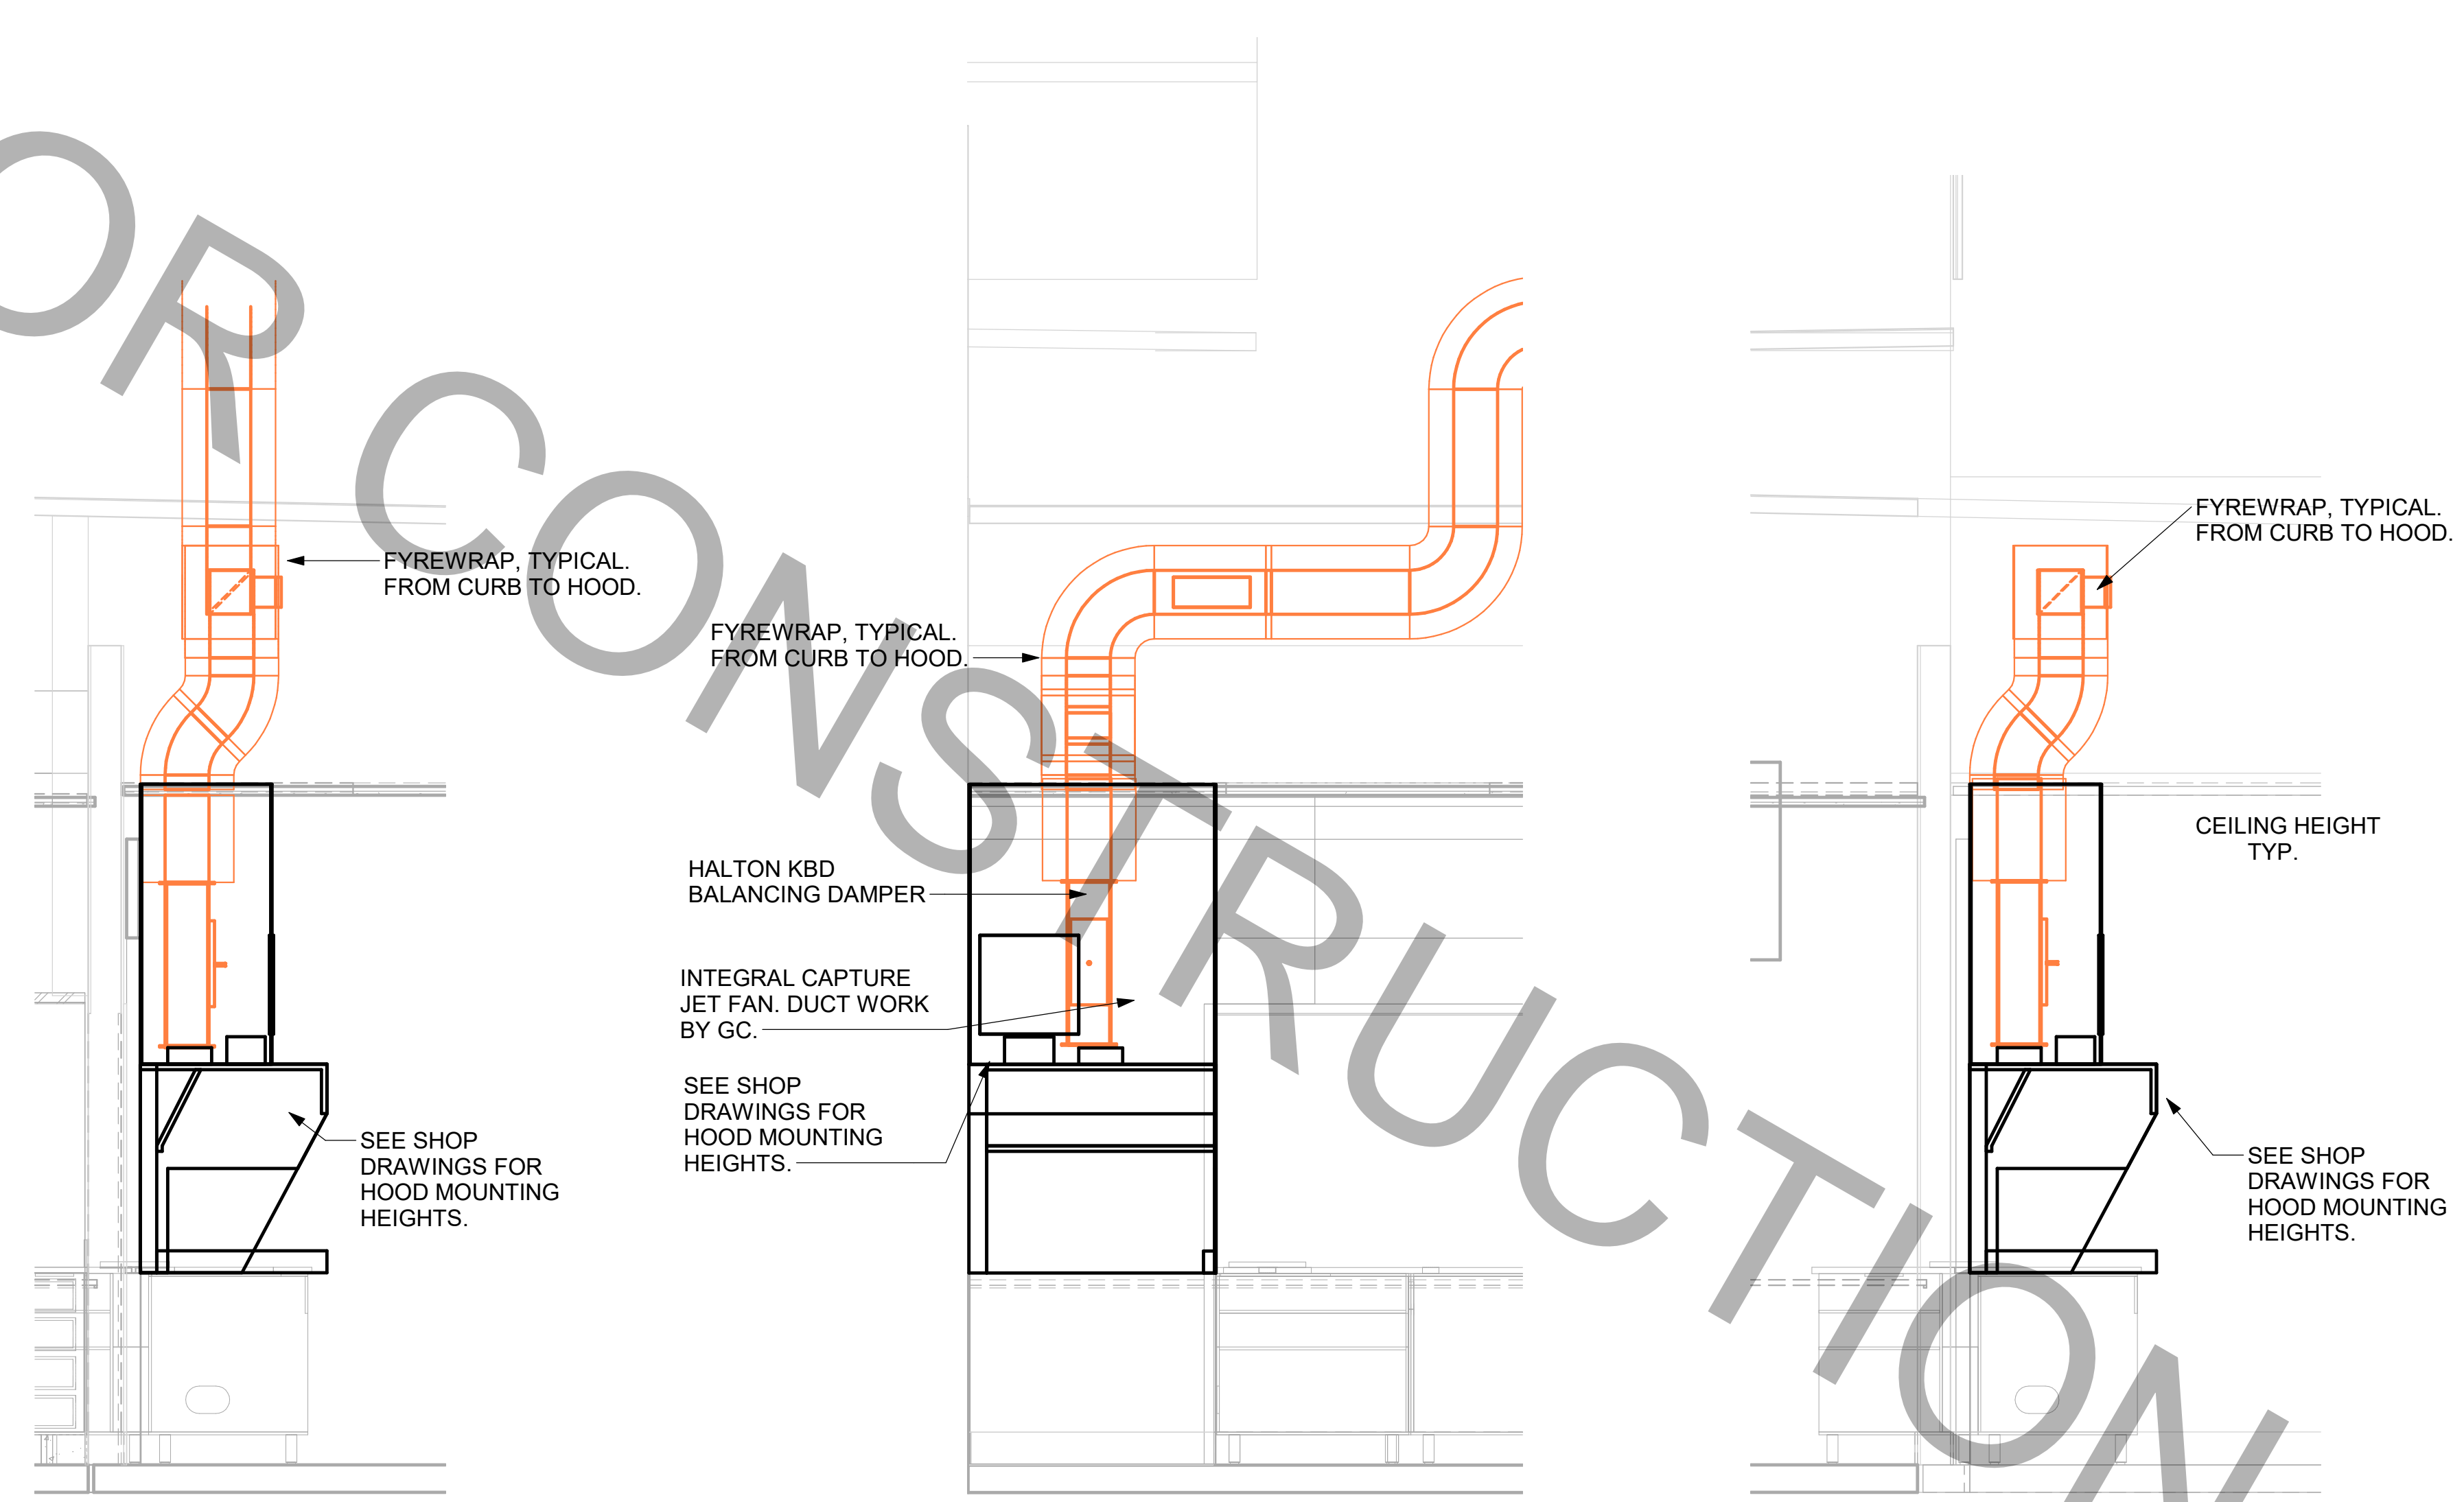 FYREWRAP, TYPICAL.
FROM CURB TO HOOD.
SEE SHOP
DRAWINGS FOR
HOOD MOUNTING
HEIGHTS.
FYREWRAP, TYPICAL.
FROM CURB TO HOOD.
HALTON KBD
BALANCING DAMPER
INTEGRAL CAPTURE
JET FAN. DUCT WORK
BY GC.
SEE SHOP
DRAWINGS FOR
HOOD MOUNTING
HEIGHTS.
FYREWRAP, TYPICAL.
FROM CURB TO HOOD.
CEILING HEIGHT
TYP.
SEE SHOP
DRAWINGS FOR
HOOD MOUNTING
HEIGHTS.
OR CONSTRUCTION